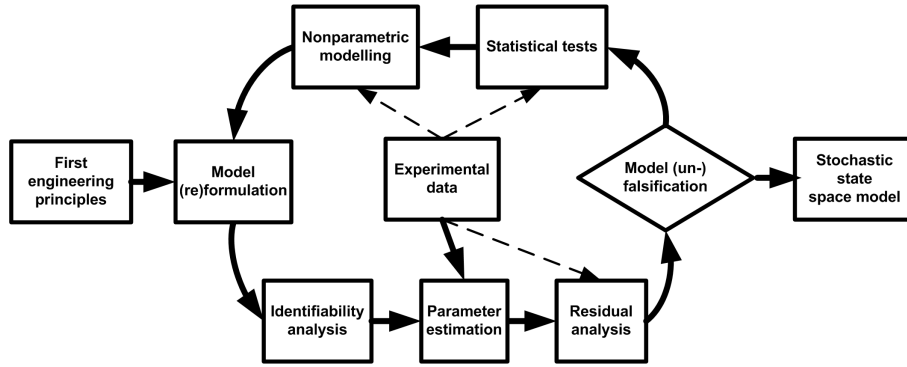 Nonparametric
modelling
Statistical tests
First
engineering
principles
Model
(re)formulation
Experimental
data
Model (un-)
falsification
Stochastic
state
space model
Identifiability
analysis
Parameter
estimation
Residual
analysis